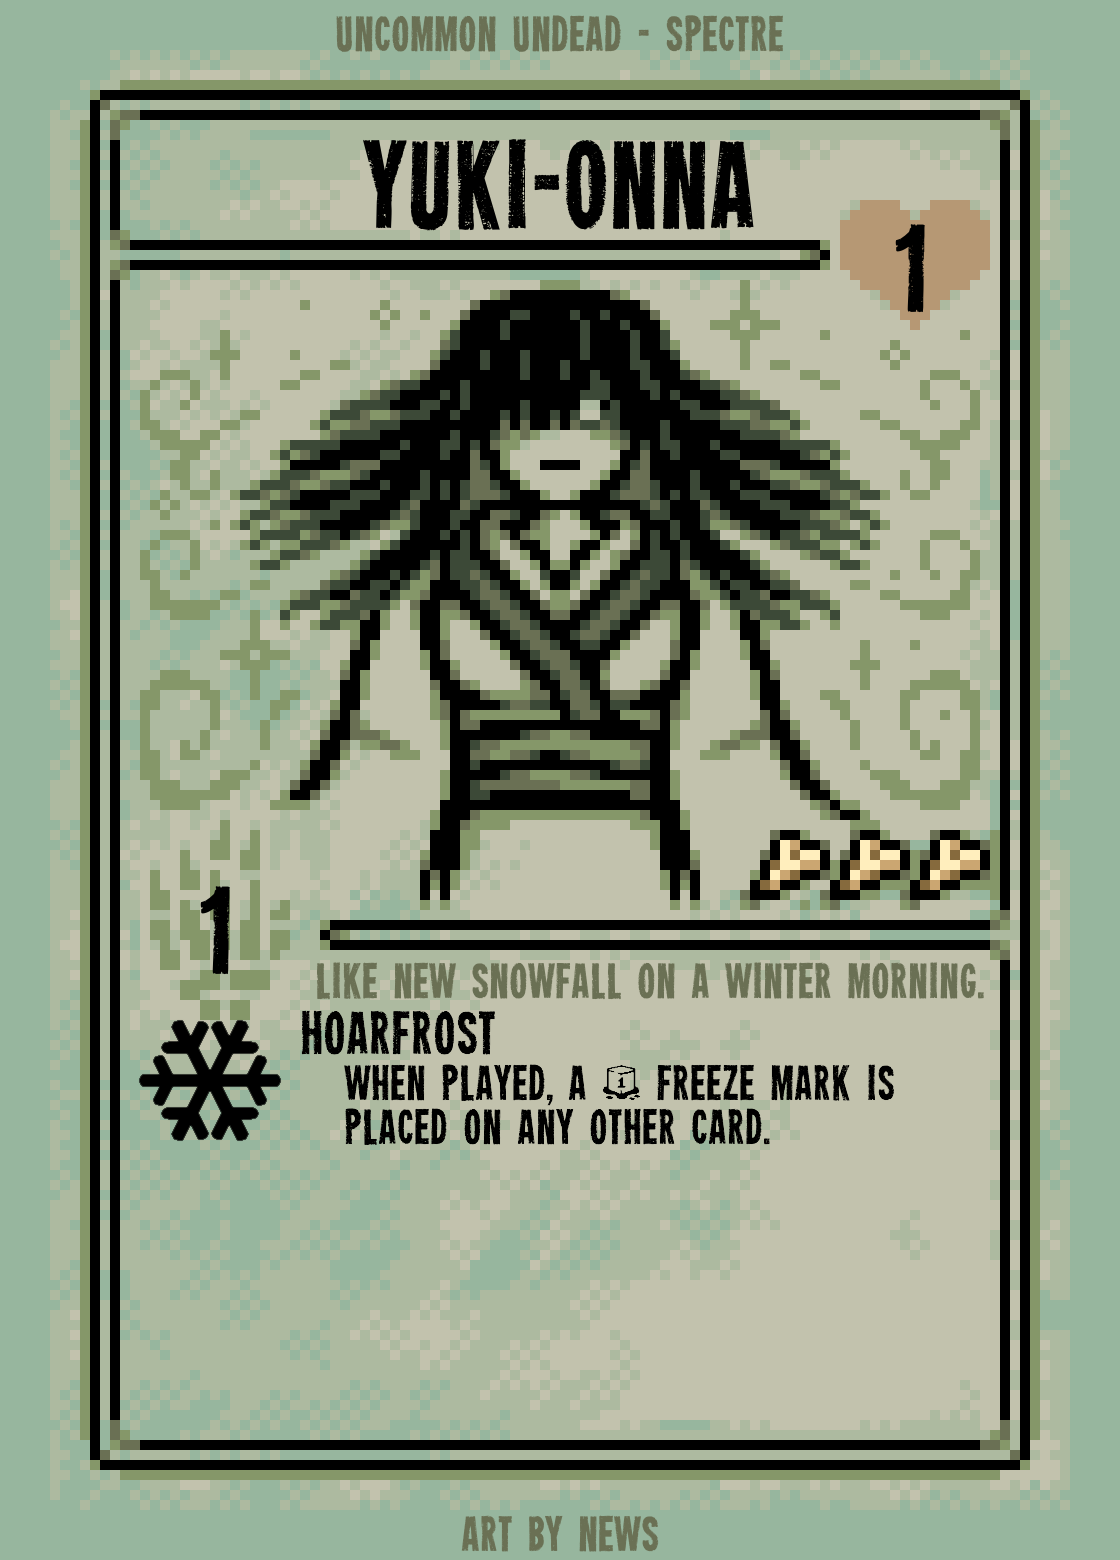 UNCOMMON UNDEAD - SPECTRE
YUKI-ONNA
1
1
LIKE NEW SNOWFALL ON A WINTER MORNING.
HOARFROST
WHEN PLAYED, A 1 FREEZE MARK IS
PLACED ON ANY OTHER CARD.
ART BY NEWS